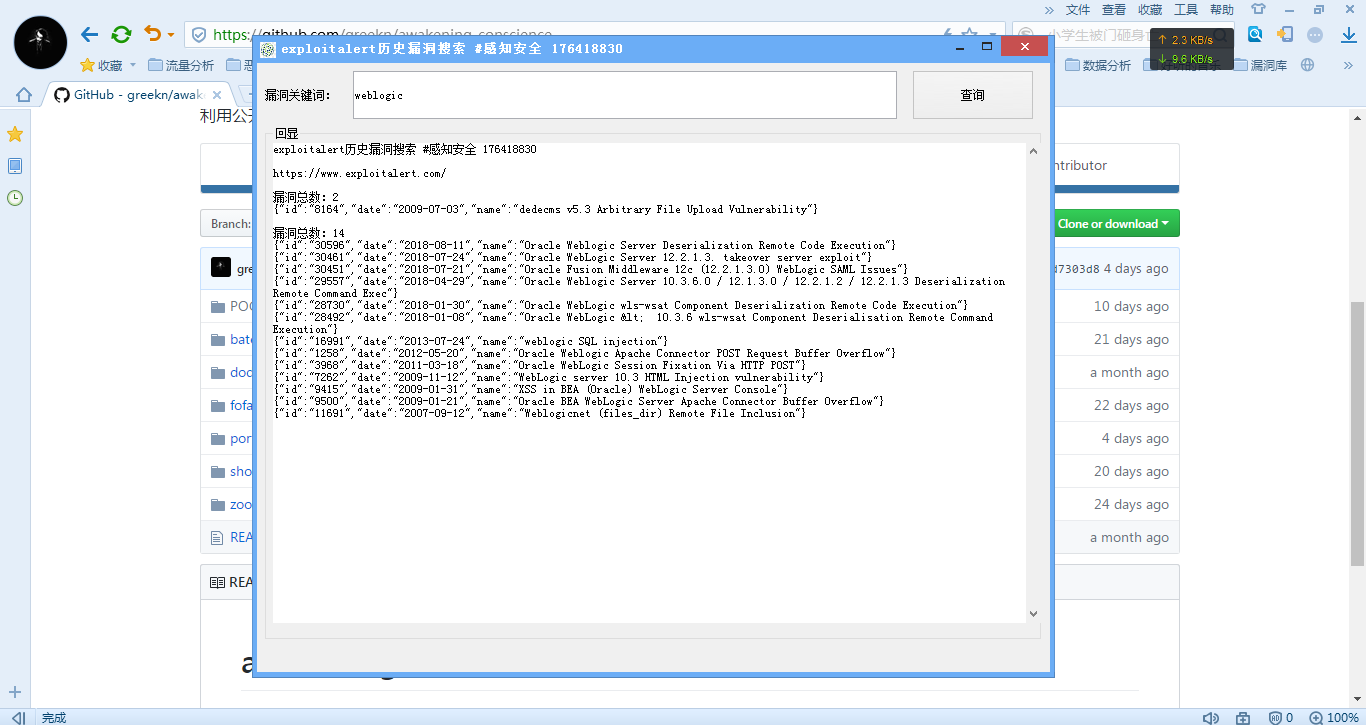 » 文件 查看 收藏 工具 帮助
https://github.com/greekn/awakening-conscience
小学生被门砸身
↑ 2.3 KB/s
↓ 9.6 KB/s
收藏 流量分析 数据分析 漏洞库 »
GitHub - greekn/awak
exploitalert历史漏洞搜索 #感知安全 176418830
漏洞关键词: weblogic 查询
回显
exploitalert历史漏洞搜索 #感知安全 176418830
https://www.exploitalert.com/
漏洞总数: 2
{"id":"8164","date":"2009-07-03","name":"dedecms v5.3 Arbitrary File Upload Vulnerability"}
漏洞总数: 14
{"id":"30596","date":"2018-08-11","name":"Oracle WebLogic Server Deserialization Remote Code Execution"}
{"id":"30461","date":"2018-07-24","name":"Oracle WebLogic Server 12.2.1.3. takeover server exploit"}
{"id":"30451","date":"2018-07-21","name":"Oracle Fusion Middleware 12c (12.2.1.3.0) WebLogic SAML Issues"}
{"id":"29557","date":"2018-04-29","name":"Oracle Weblogic Server 10.3.6.0 / 12.1.3.0 / 12.2.1.2 / 12.2.1.3 Deserialization
Remote Command Exec"}
{"id":"28730","date":"2018-01-30","name":"Oracle WebLogic wls-wsat Component Deserialization Remote Code Execution"}
{"id":"28492","date":"2018-01-08","name":"Oracle WebLogic &lt; 10.3.6 wls-wsat Component Deserialisation Remote Command
Execution"}
{"id":"16991","date":"2013-07-24","name":"weblogic SQL injection"}
{"id":"1258","date":"2012-05-20","name":"Oracle Weblogic Apache Connector POST Request Buffer Overflow"}
{"id":"3968","date":"2011-03-18","name":"Oracle WebLogic Session Fixation Via HTTP POST"}
{"id":"7262","date":"2009-11-12","name":"WebLogic server 10.3 HTML Injection vulnerability"}
{"id":"9415","date":"2009-01-31","name":"XSS in BEA (Oracle) WebLogic Server Console"}
{"id":"9500","date":"2009-01-21","name":"Oracle BEA WebLogic Server Apache Connector Buffer Overflow"}
{"id":"11691","date":"2007-09-12","name":"Weblogicnet (files_dir) Remote File Inclusion"}
利用公
ntributor
Branch: Clone or download
gre d7303d8 4 days ago
POC 10 days ago
bat 21 days ago
doc a month ago
fofa 22 days ago
por 4 days ago
sho 20 days ago
zoo 24 days ago
REA a month ago
REA
完成 0 100%